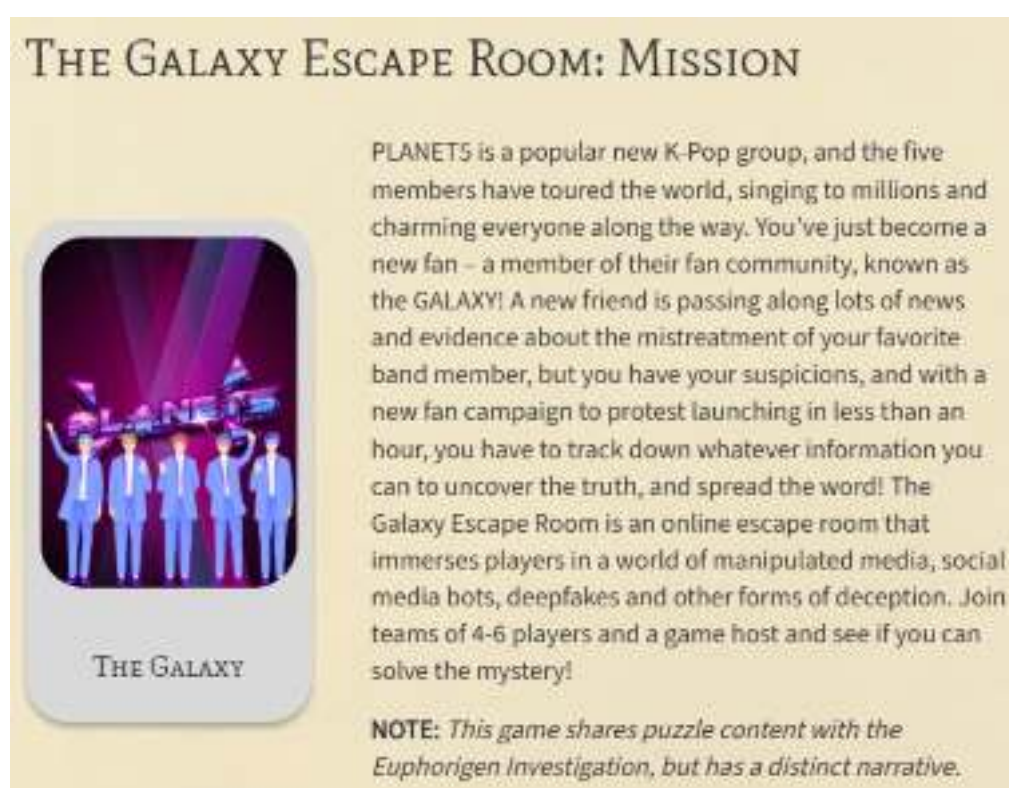 The Galaxy Escape Room: Mission
PLANET5 is a popular new K-Pop group, and the five
members have toured the world, singing to millions and
charming everyone along the way. You've just become a
new fan – a member of their fan community, known as
the GALAXY! A new friend is passing along lots of news
and evidence about the mistreatment of your favorite
band member, but you have your suspicions, and with a
new fan campaign to protest launching in less than an
hour, you have to track down whatever information you
can to uncover the truth, and spread the word! The
Galaxy Escape Room is an online escape room that
immerses players in a world of manipulated media, social
media bots, deepfakes and other forms of deception. Join
teams of 4-6 players and a game host and see if you can
solve the mystery!
NOTE: This game shares puzzle content with the
Euphorigen Investigation, but has a distinct narrative.
PLANET5
The Galaxy